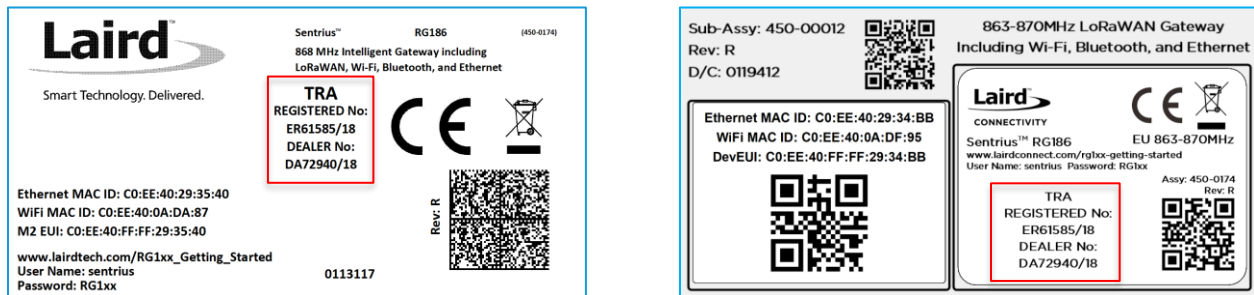 Laird
Smart Technology. Delivered.
Sentrius™ RG186 (450-0174)
868 MHz Intelligent Gateway including
LoRaWAN, Wi-Fi, Bluetooth, and Ethernet
TRA
REGISTERED No:
ER61585/18
DEALER No:
DA72940/18
CE
Ethernet MAC ID: C0:EE:40:29:35:40
WiFi MAC ID: C0:EE:40:0A:DA:87
M2 EUI: C0:EE:40:FF:FF:29:35:40
Rev: R
www.lairdtech.com/RG1xx_Getting_Started
User Name: sentrius
Password: RG1xx
0113117
Sub-Assy: 450-00012
Rev: R
D/C: 0119412
Ethernet MAC ID: C0:EE:40:29:34:BB
WiFi MAC ID: C0:EE:40:0A:DF:95
DevEUI: C0:EE:40:FF:FF:29:34:BB
863-870MHz LoRaWAN Gateway
Including Wi-Fi, Bluetooth, and Ethernet
Laird
CONNECTIVITY
CE
Sentrius™ RG186
EU 863-870MHz
www.lairdconnect.com/rg1xx-getting-started
User Name: sentrius Password: RG1xx
Assy: 450-0174
Rev: R
TRA
REGISTERED No:
ER61585/18
DEALER No:
DA72940/18